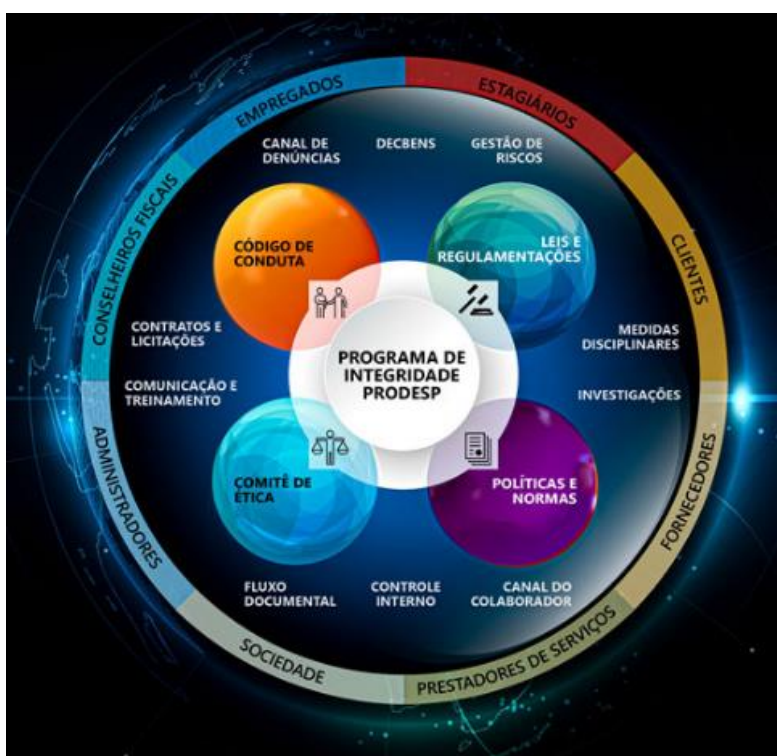 EMPREGADOS
ESTAGIÁRIOS
CONSELHEIROS FISCAIS
CLIENTES
ADMINISTRADORES
FORNECEDORES
SOCIEDADE
PRESTADORES DE SERVIÇOS
CANAL DE
DENÚNCIAS
DECBENS
GESTÃO DE
RISCOS
CÓDIGO DE
CONDUTA
LEIS E
REGULAMENTAÇÕES
CONTRATOS E
LICITAÇÕES
MEDIDAS
DISCIPLINARES
PROGRAMA DE
INTEGRIDADE
PRODESP
COMUNICAÇÃO E
TREINAMENTO
INVESTIGAÇÕES
COMITÊ DE
ÉTICA
POLÍTICAS E
NORMAS
FLUXO
DOCUMENTAL
CONTROLE
INTERNO
CANAL DO
COLABORADOR